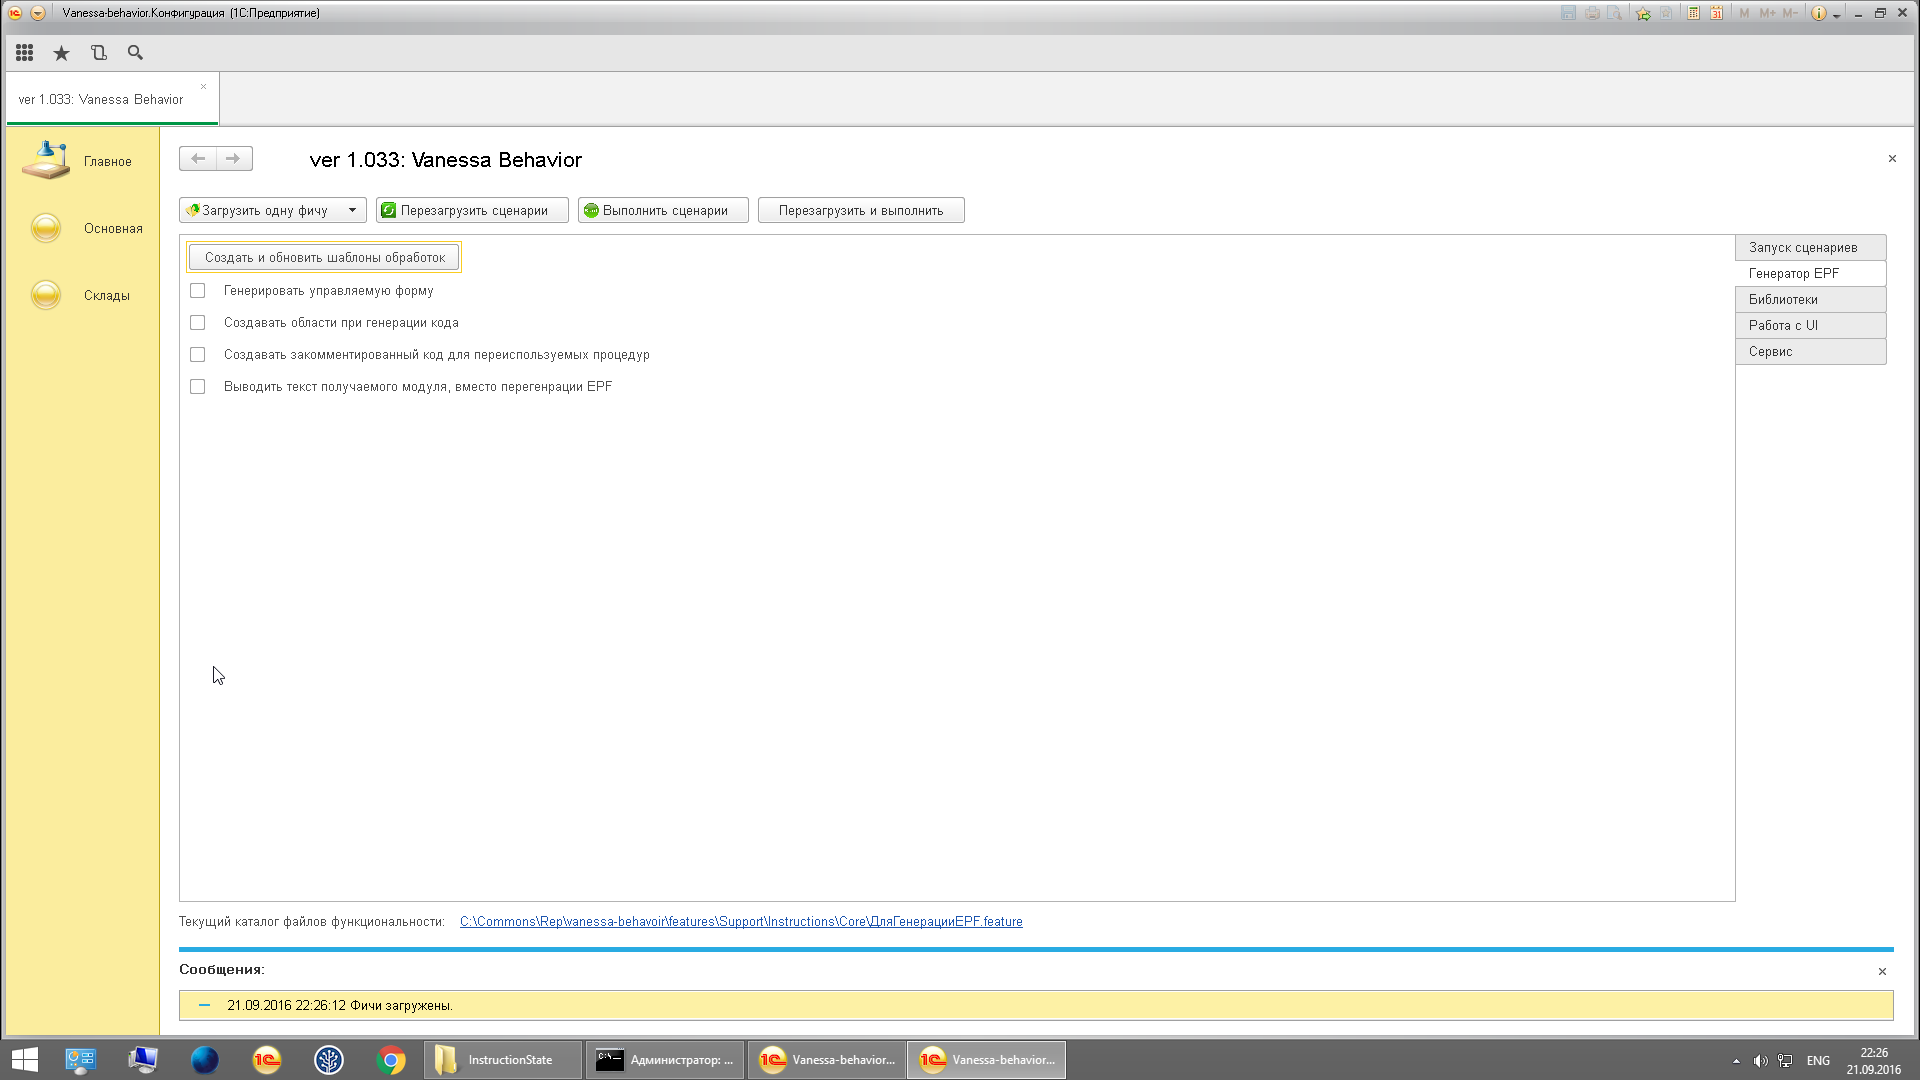 Vanessa-behavior.Конфигурация (1С:Предприятие)
M M+ M-
ver 1.033: Vanessa Behavior
Главное
Основная
Склады
ver 1.033: Vanessa Behavior
Загрузить одну фичу
Перезагрузить сценарии
Выполнить сценарии
Перезагрузить и выполнить
Создать и обновить шаблоны обработок
Генерировать управляемую форму
Создавать области при генерации кода
Создавать закомментированный код для переиспользуемых процедур
Выводить текст получаемого модуля, вместо перегенрации EPF
Запуск сценариев
Генератор EPF
Библиотеки
Работа с UI
Сервис
Текущий каталог файлов функциональности: C:\Commons\Rep\vanessa-behavoir\features\Support\Instructions\Core\ДляГенерацииEPF.feature
Сообщения:
21.09.2016 22:26:12 Фичи загружены.
InstructionState
Администратор: ...
Vanessa-behavior...
Vanessa-behavior...
ENG
22:26
21.09.2016